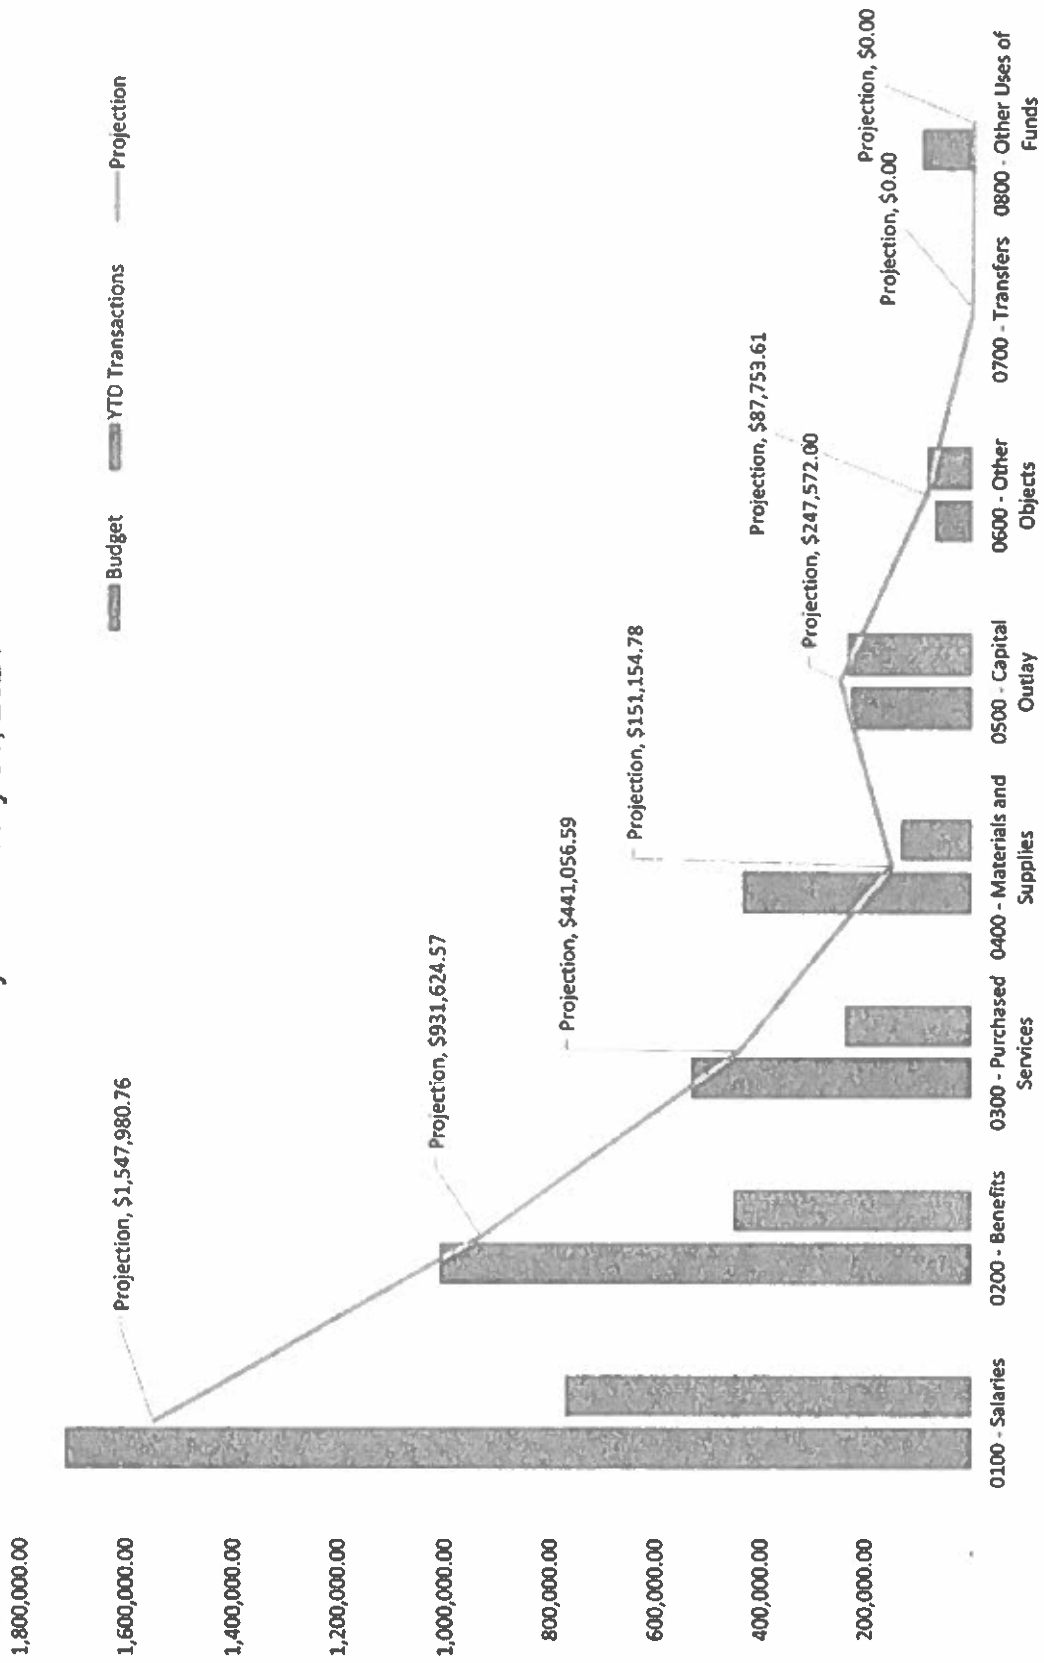 Budget
YTD Transactions
Projection
1,800,000.00
1,600,000.00
1,400,000.00
1,200,000.00
1,000,000.00
800,000.00
600,000.00
400,000.00
200,000.00
-
Projection, $1,547,980.76
Projection, $931,624.57
Projection, $441,056.59
Projection, $151,154.78
Projection, $247,572.00
Projection, $87,753.61
Projection, $0.00
Projection, $0.00
0100 - Salaries
0200 - Benefits
0300 - Purchased
Services
0400 - Materials and
Supplies
0500 - Capital
Outlay
0600 - Other
Objects
0700 - Transfers
0800 - Other Uses of
Funds